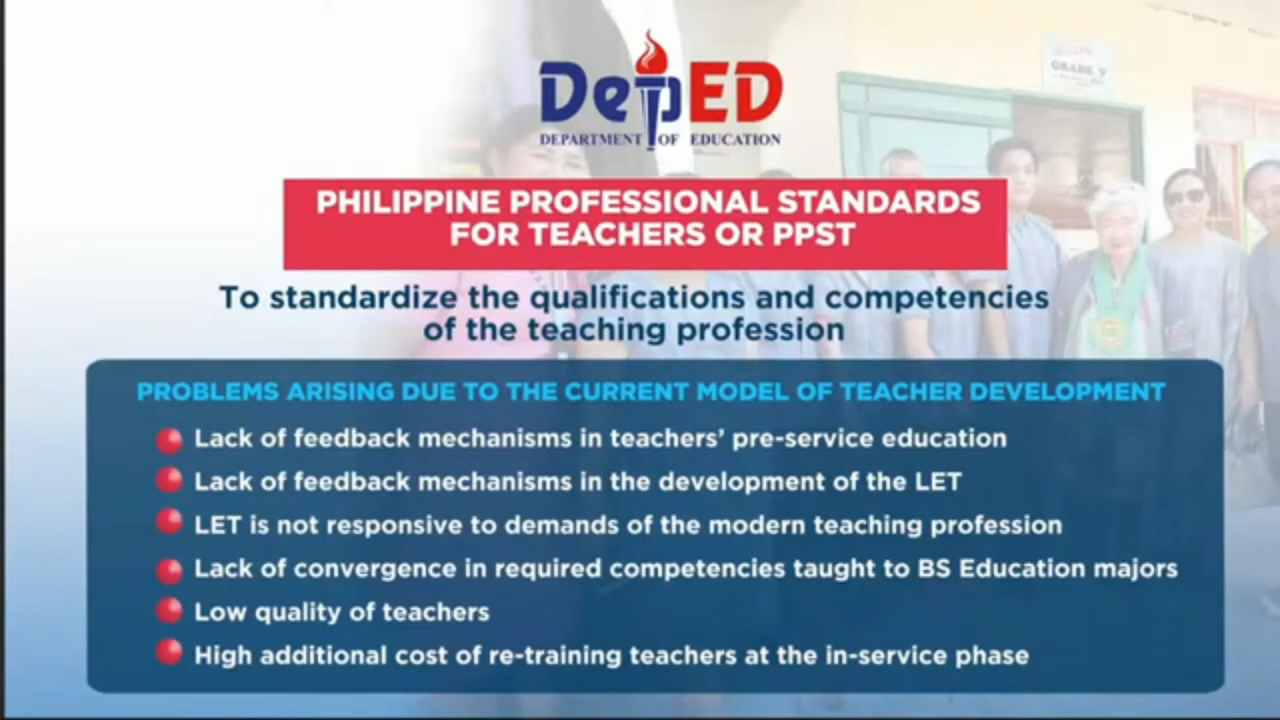 DepED
DEPARTMENT OF EDUCATION
GRADE V
PHILIPPINE PROFESSIONAL STANDARDS
FOR TEACHERS OR PPST
To standardize the qualifications and competencies
of the teaching profession
PROBLEMS ARISING DUE TO THE CURRENT MODEL OF TEACHER DEVELOPMENT
Lack of feedback mechanisms in teachers' pre-service education
Lack of feedback mechanisms in the development of the LET
LET is not responsive to demands of the modern teaching profession
Lack of convergence in required competencies taught to BS Education majors
Low quality of teachers
High additional cost of re-training teachers at the in-service phase